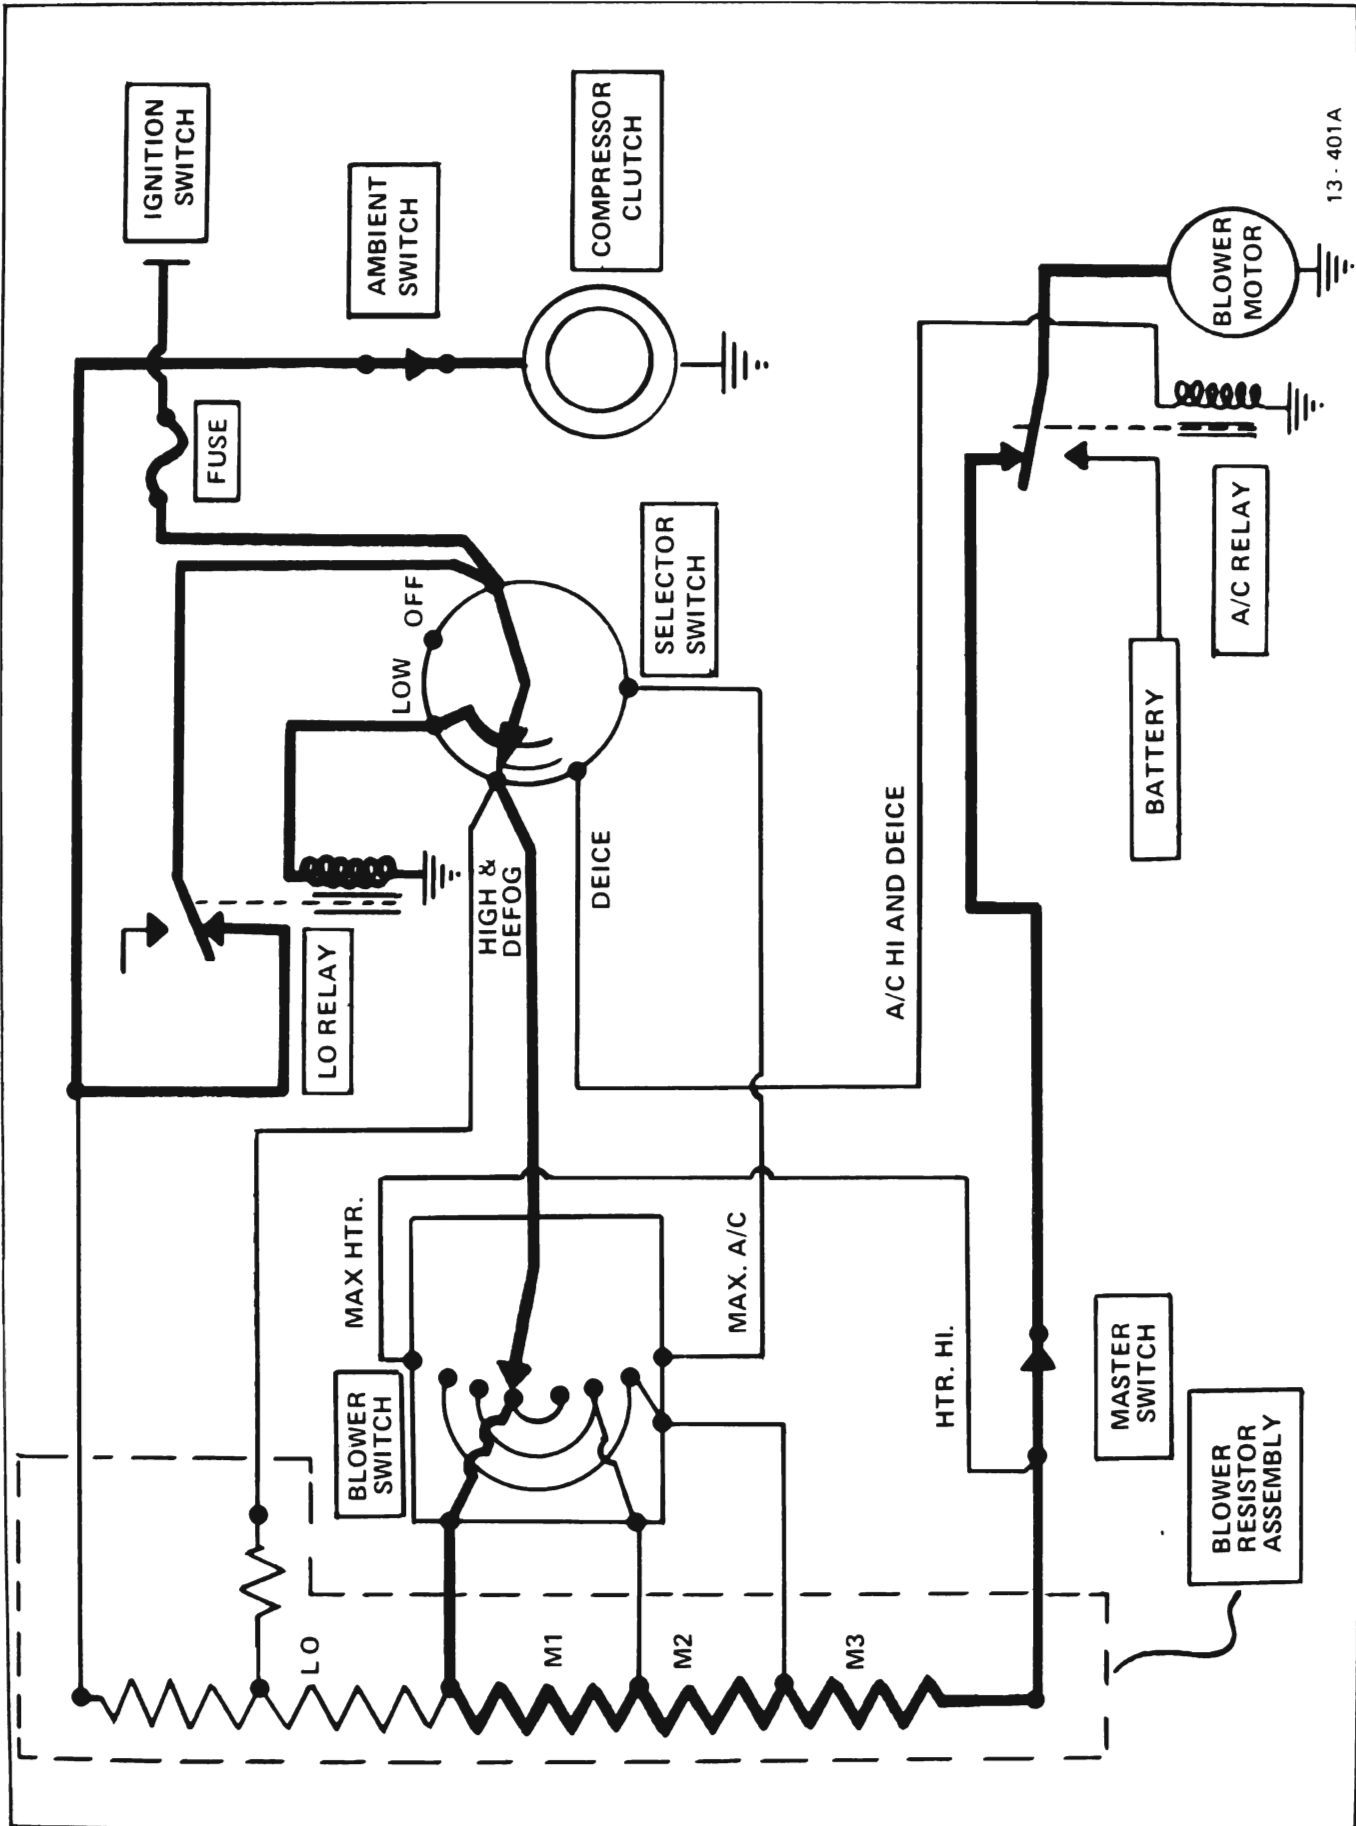 BLOWER
RESISTOR
ASSEMBLY
LO
M1
M2
M3
BLOWER
SWITCH
MASTER
SWITCH
MAX HTR.
MAX. A/C
HTR. HI.
LO RELAY
HIGH &
DEFOG
DEICE
A/C HI AND DEICE
LOW
OFF
SELECTOR
SWITCH
BATTERY
A/C RELAY
FUSE
IGNITION
SWITCH
AMBIENT
SWITCH
COMPRESSOR
CLUTCH
BLOWER
MOTOR
13 - 401A